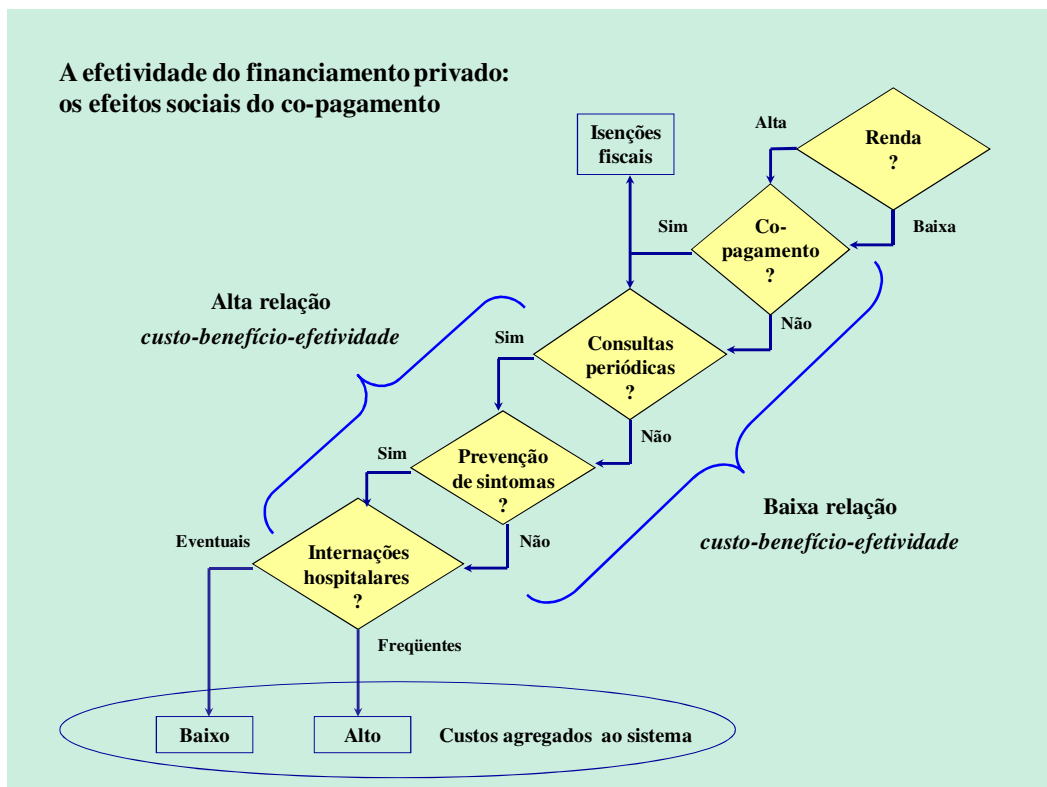 A efetividade do financiamento privado:
os efeitos sociais do co-pagamento
Isenções
fiscais
Alta
Renda
?
Baixa
Sim
Co-
pagamento
?
Não
Alta relação
custo-benefício-efetividade
Sim
Consultas
periódicas
?
Não
Sim
Prevenção
de sintomas
?
Não
Baixa relação
custo-benefício-efetividade
Eventuais
Internações
hospitalares
?
Freqüentes
Baixo
Alto
Custos agregados ao sistema